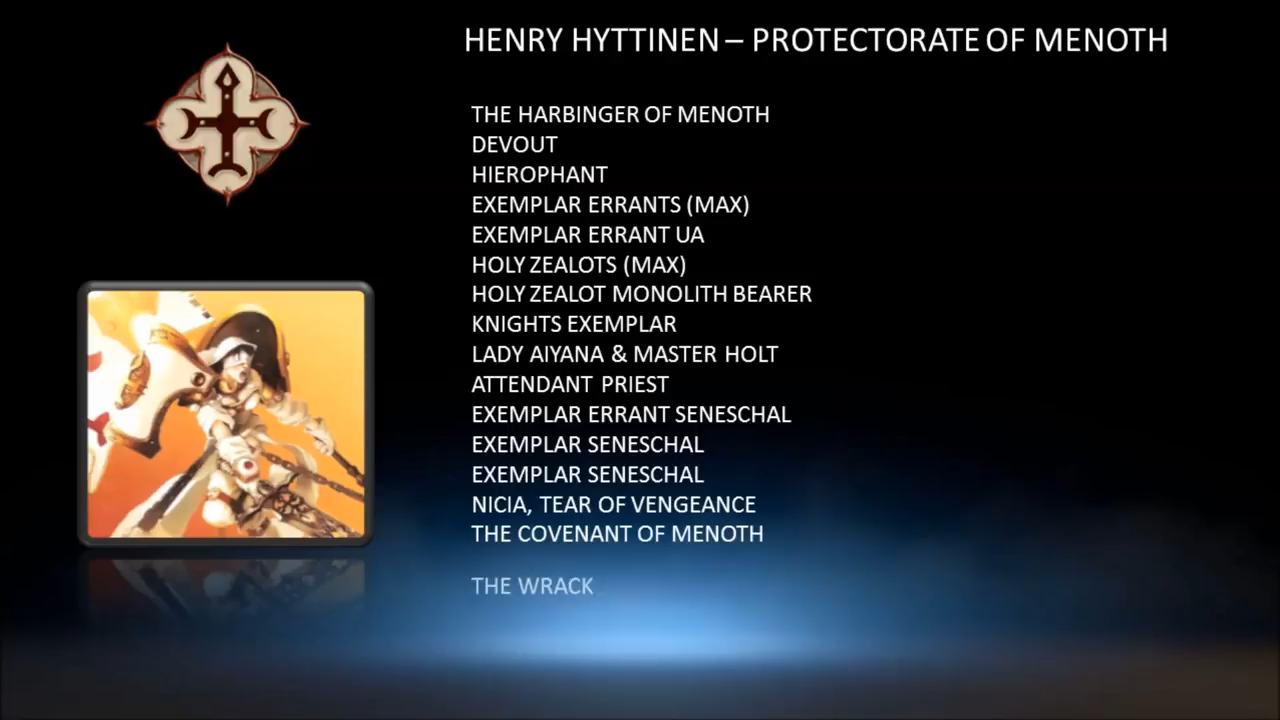 HENRY HYTTINEN – PROTECTORATE OF MENOTH
THE HARBINGER OF MENOTH
DEVOUT
HIEROPHANT
EXEMPLAR ERRANTS (MAX)
EXEMPLAR ERRANT UA
HOLY ZEALOTS (MAX)
HOLY ZEALOT MONOLITH BEARER
KNIGHTS EXEMPLAR
LADY AIYANA & MASTER HOLT
ATTENDANT PRIEST
EXEMPLAR ERRANT SENESCHAL
EXEMPLAR SENESCHAL
EXEMPLAR SENESCHAL
NICIA, TEAR OF VENGEANCE
THE COVENANT OF MENOTH
THE WRACK